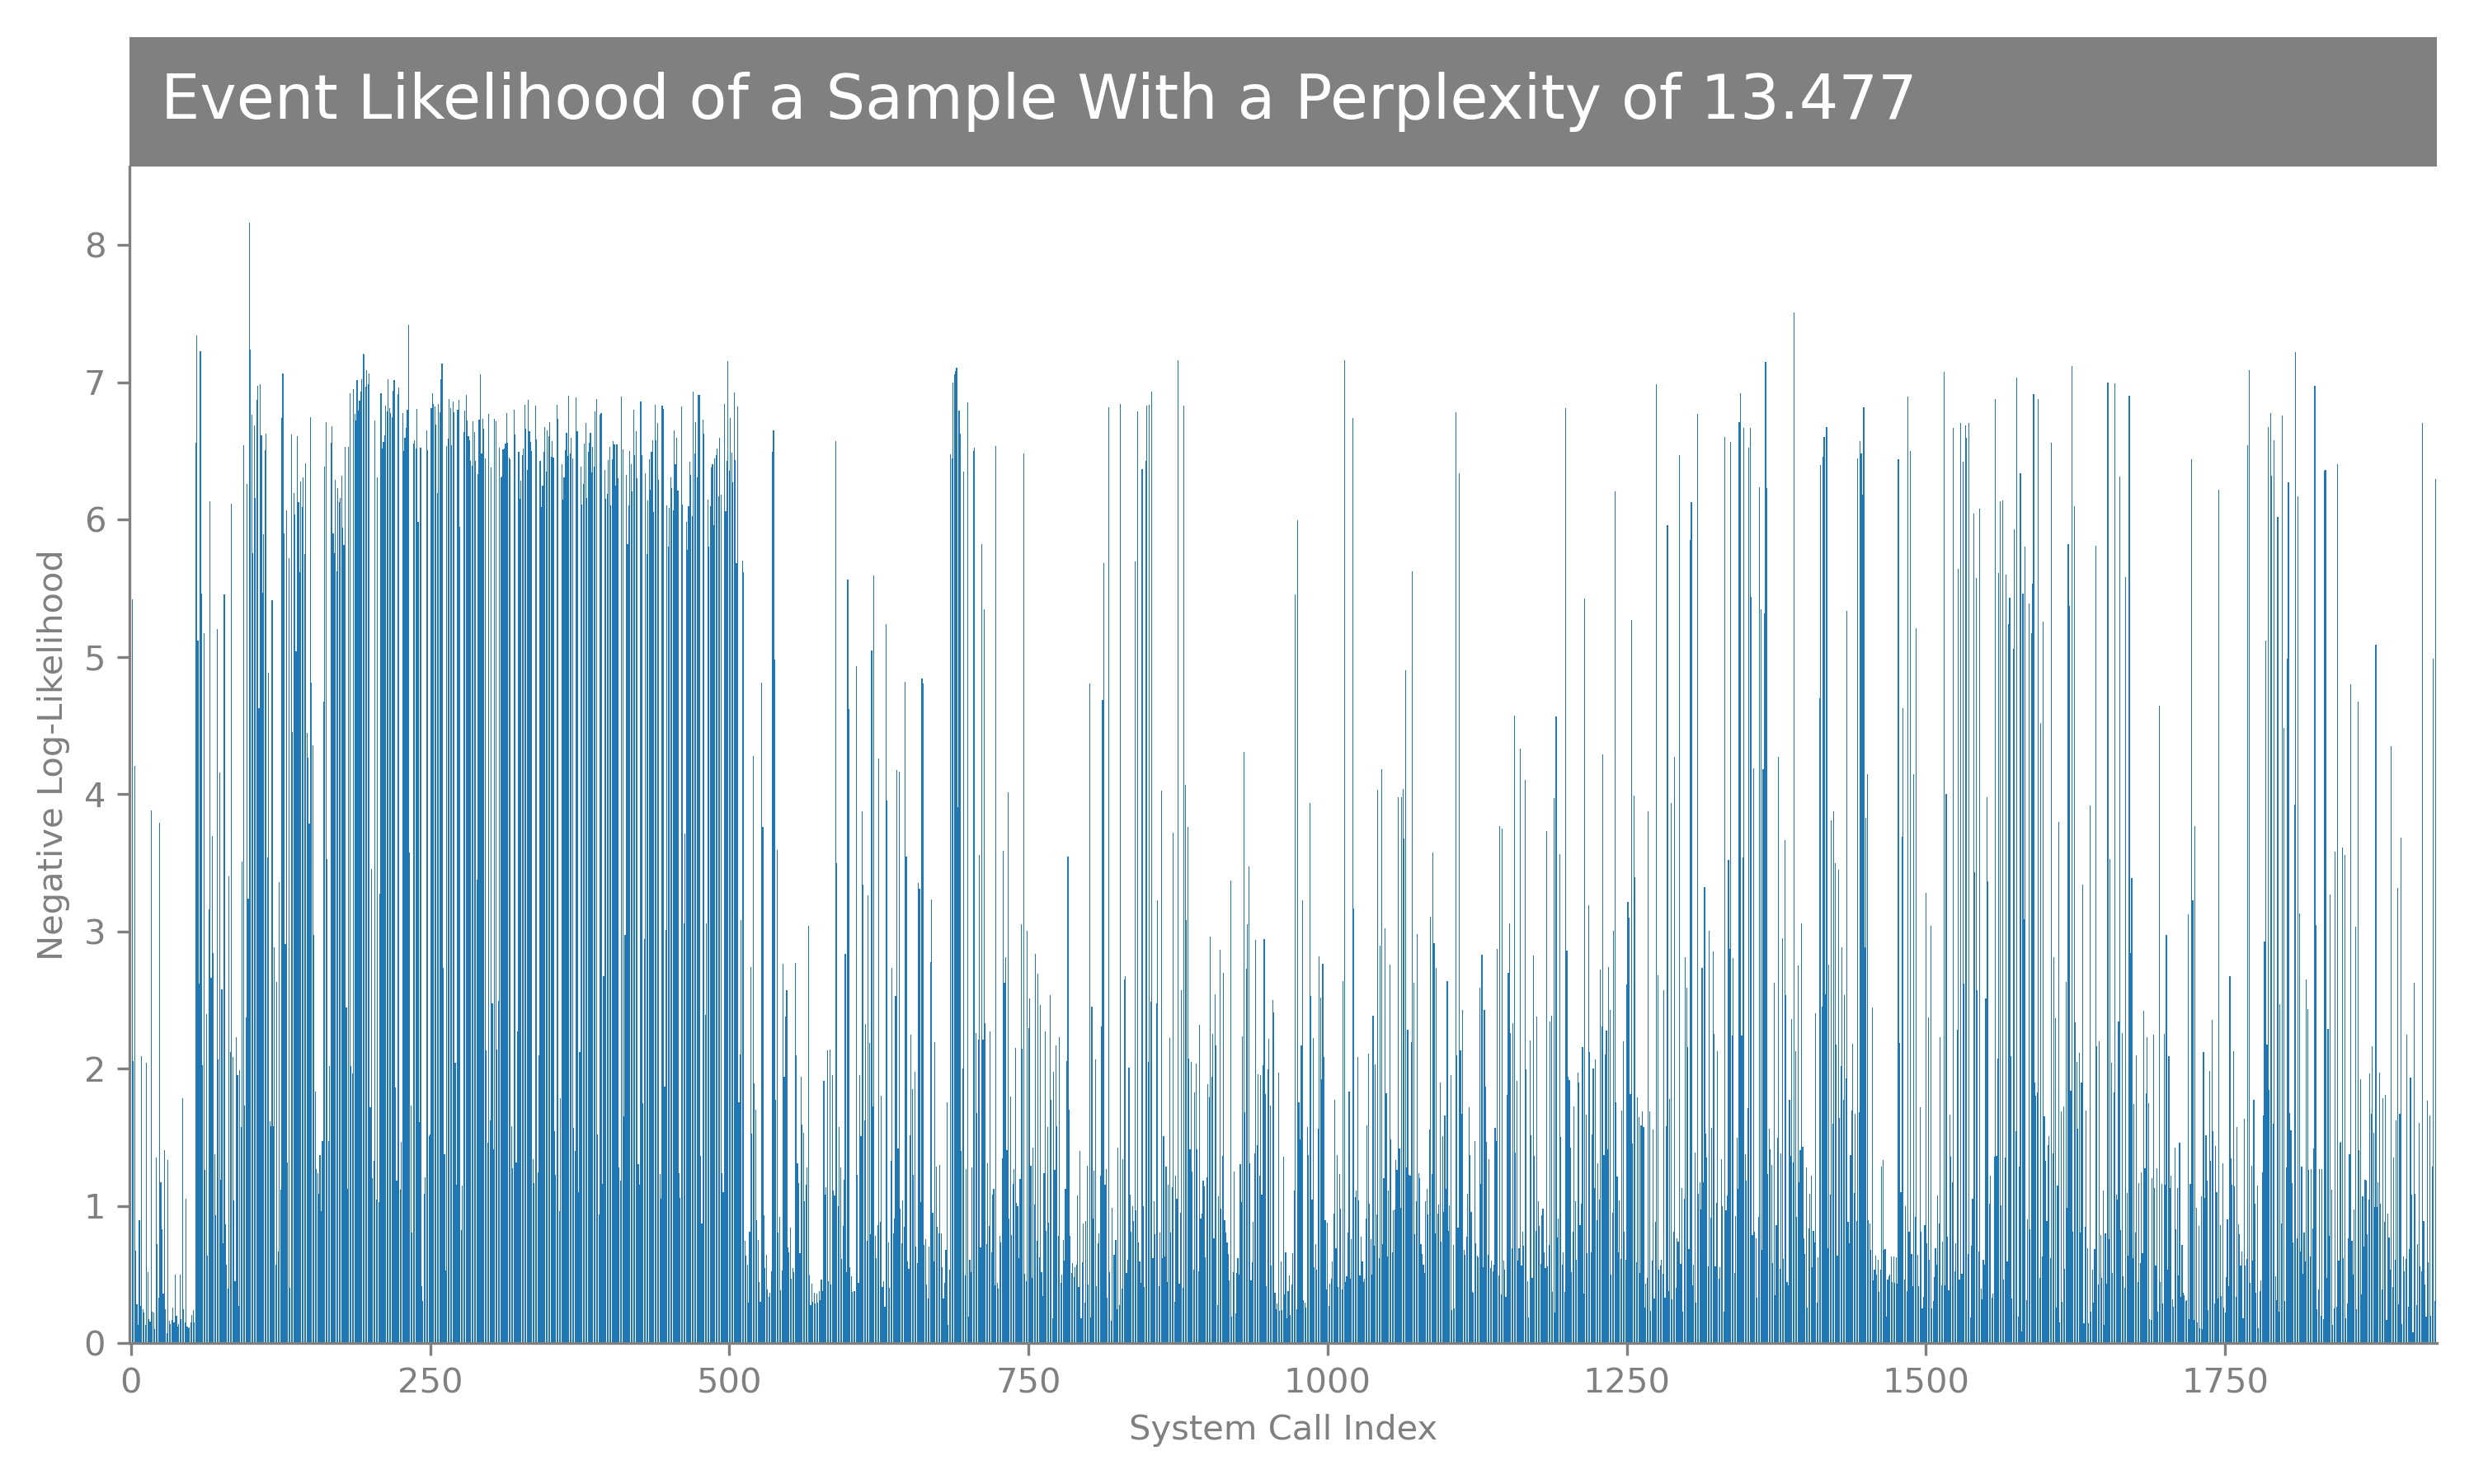 Event Likelihood of a Sample With a Perplexity of 13.477
8
7
6
5
4
3
2
1
0
Negative Log-Likelihood
0 250 500 750 1000 1250 1500 1750
System Call Index